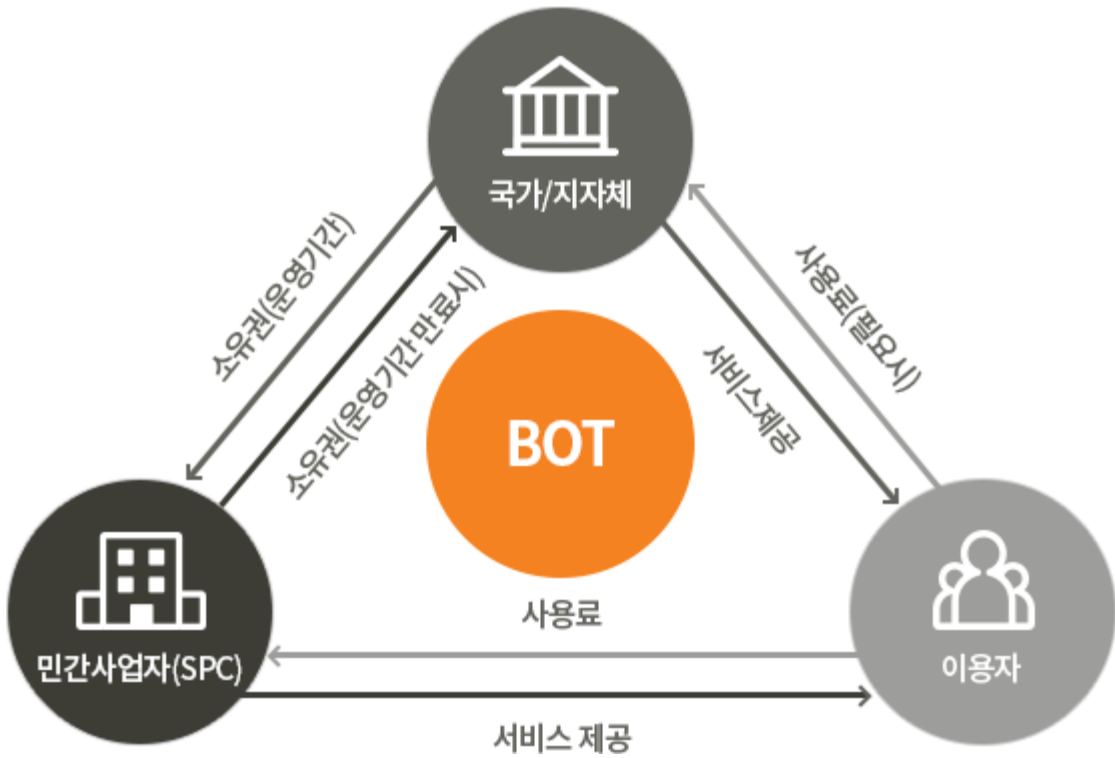 국가/지자체
소유권(운영기간)
소유권(운영기간 만료시)
사용료(필요시)
서비스제공
BOT
사용료
민간사업자(SPC)
이용자
서비스 제공